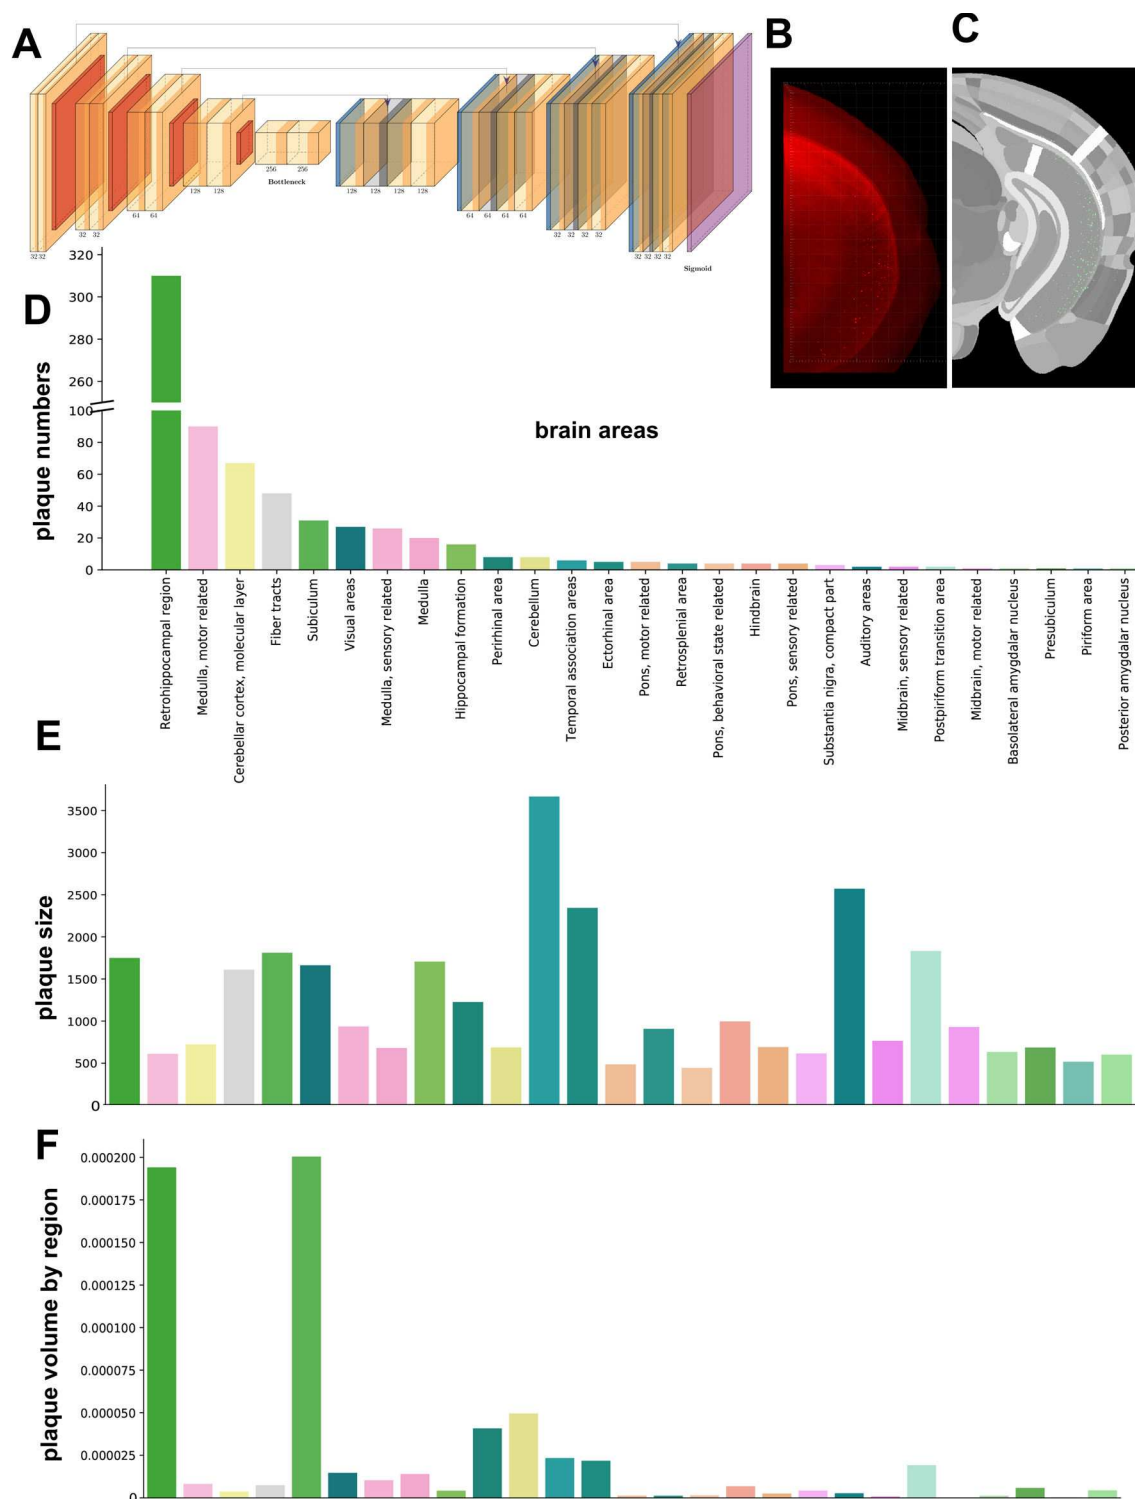 A
B
C
32 32
32 32
64 64
128 128
256 256
Bottleneck
128 128 128 128
64 64 64 64
32 32 32 32
32 32 32 32
Sigmoid
D
plaque numbers
320
300
280
260
100
80
60
40
20
0
brain areas
Retrohippocampal region
Medulla, motor related
Cerebellar cortex, molecular layer
Fiber tracts
Subiculum
Visual areas
Medulla, sensory related
Medulla
Hippocampal formation
Perirhinal area
Cerebellum
Temporal association areas
Ectorhinal area
Pons, motor related
Retrosplenial area
Pons, behavioral state related
Hindbrain
Pons, sensory related
Substantia nigra, compact part
Auditory areas
Midbrain, sensory related
Postpiriform transition area
Midbrain, motor related
Basolateral amygdalar nucleus
Presubiculum
Piriform area
Posterior amygdalar nucleus
E
plaque size
3500
3000
2500
2000
1500
1000
500
0
F
plaque volume by region
0.000200
0.000175
0.000150
0.000125
0.000100
0.000075
0.000050
0.000025
0